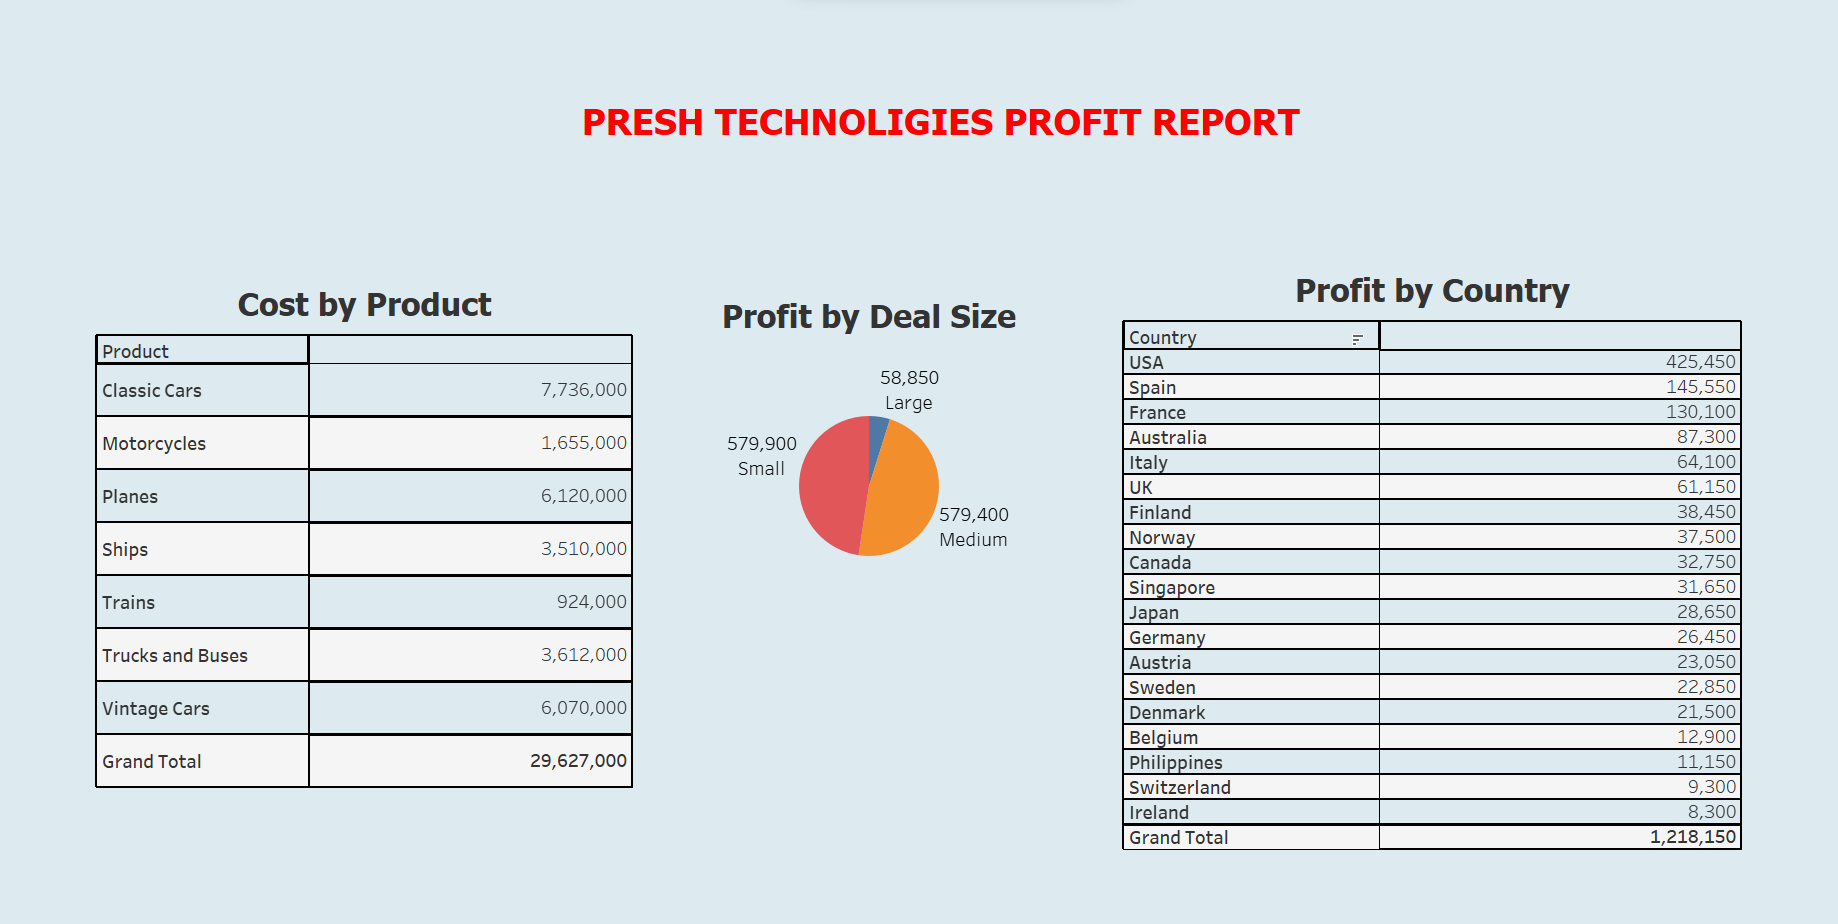 PRESH TECHNOLIGIES PROFIT REPORT
Cost by Product
Product
Classic Cars 7,736,000
Motorcycles 1,655,000
Planes 6,120,000
Ships 3,510,000
Trains 924,000
Trucks and Buses 3,612,000
Vintage Cars 6,070,000
Grand Total 29,627,000
Profit by Deal Size
58,850
Large
579,900
Small
579,400
Medium
Profit by Country
Country
USA 425,450
Spain 145,550
France 130,100
Australia 87,300
Italy 64,100
UK 61,150
Finland 38,450
Norway 37,500
Canada 32,750
Singapore 31,650
Japan 28,650
Germany 26,450
Austria 23,050
Sweden 22,850
Denmark 21,500
Belgium 12,900
Philippines 11,150
Switzerland 9,300
Ireland 8,300
Grand Total 1,218,150